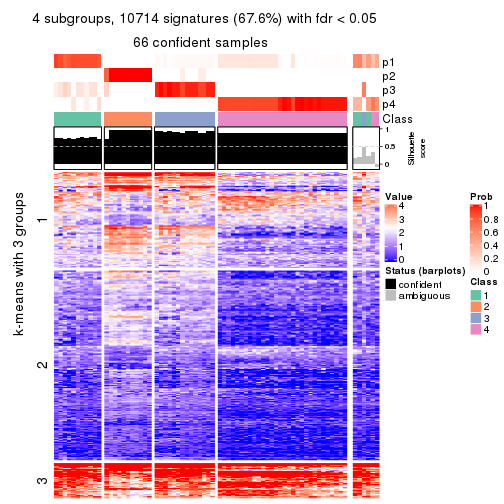 4 subgroups, 10714 signatures (67.6%) with fdr < 0.05
66 confident samples
p1
p2
p3
p4
Class
1
0.5
0
Silhouette
score
k-means with 3 groups
1
2
3
Value
4
3
2
1
0
Status (barplots)
confident
ambiguous
Prob
1
0.8
0.6
0.4
0.2
0
Class
1
2
3
4